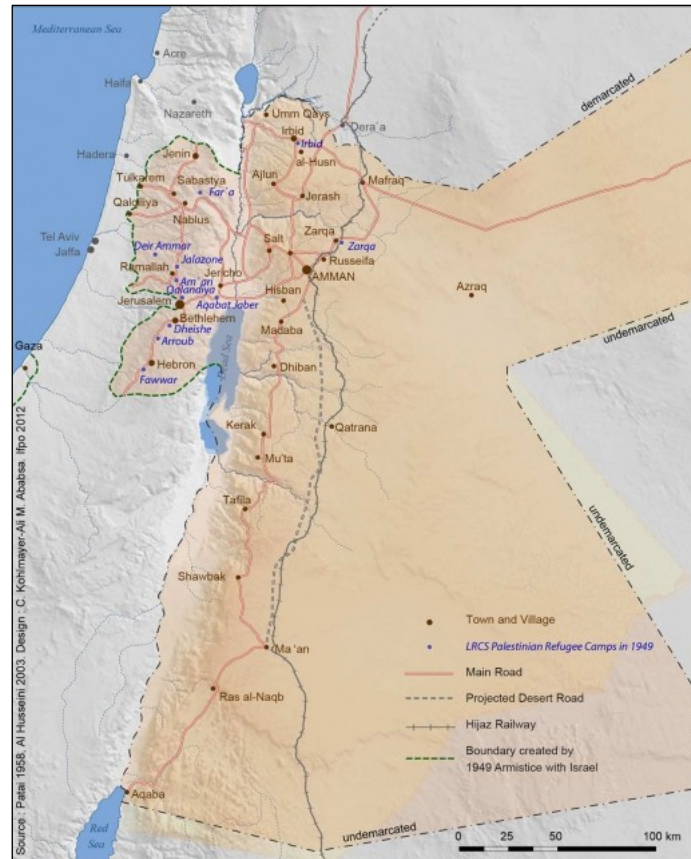 Mediterranean Sea
Acre
Haifa
Nazareth
Hadera
Umm Qays
Irbid
Irbid
al-Husn
Dera'a
demarcated
Jenin
Tulkarem
Sabastya
Far'a
Ajlun
Jerash
Mafraq
Qalqiliya
Nablus
Tel Aviv
Jaffa
Deir Ammar
Jalazone
Salt
Zarqa
Zarqa
Russeifa
Ramallah
Am'ari
Jericho
AMMAN
Qalandiya
Hisban
Azraq
Jerusalem
Aqabat Jaber
Bethlehem
Dheishe
Madaba
undemarcated
Arroub
Gaza
Hebron
Dead Sea
Dhiban
Fawwar
Kerak
Qatrana
Mu'ta
Tafila
undemarcated
Shawbak
Town and Village
LRCS Palestinian Refugee Camps in 1949
Ma'an
Main Road
Ras al-Naqb
Projected Desert Road
Hijaz Railway
Boundary created by
1949 Armistice with Israel
Aqaba
Red
Sea
undemarcated
0 25 50 100 km
Source : Patai 1958, Al Husseini 2003. Design : C. Kohlmayer-Ali M. Ababsa. Ifpo 2012